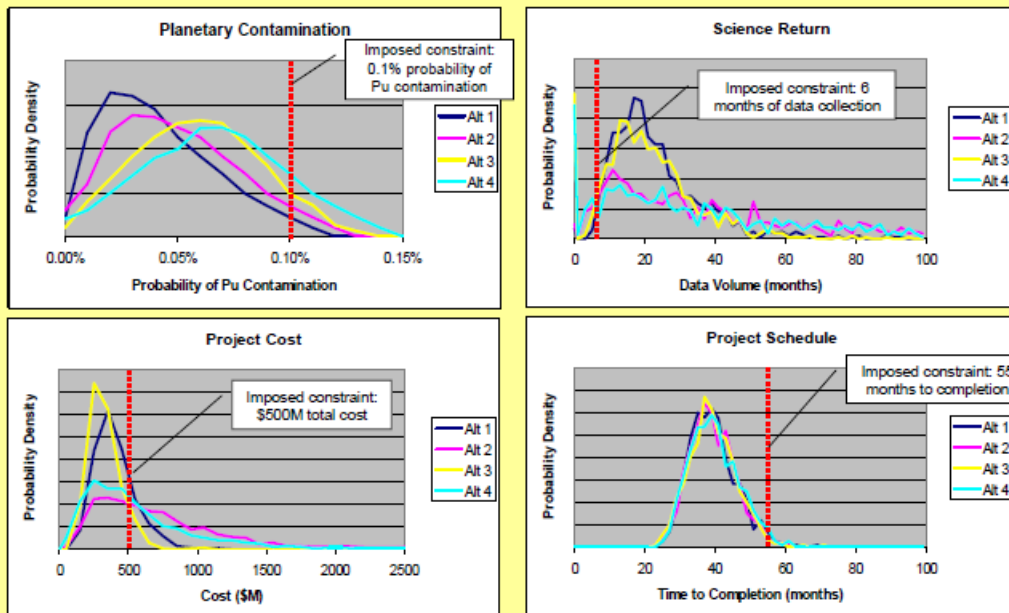 Planetary Contamination
Imposed constraint:
0.1% probability of
Pu contamination
Probability Density
Alt 1
Alt 2
Alt 3
Alt 4
0.00%
0.05%
0.10%
0.15%
Probability of Pu Contamination
Science Return
Imposed constraint: 6
months of data collection
Probability Density
Alt 1
Alt 2
Alt 3
Alt 4
0
20
40
60
80
100
Data Volume (months)
Project Cost
Imposed constraint:
$500M total cost
Probability Density
Alt 1
Alt 2
Alt 3
Alt 4
0
500
1000
1500
2000
2500
Cost ($M)
Project Schedule
Imposed constraint: 55
months to completion
Probability Density
Alt 1
Alt 2
Alt 3
Alt 4
0
20
40
60
80
100
Time to Completion (months)